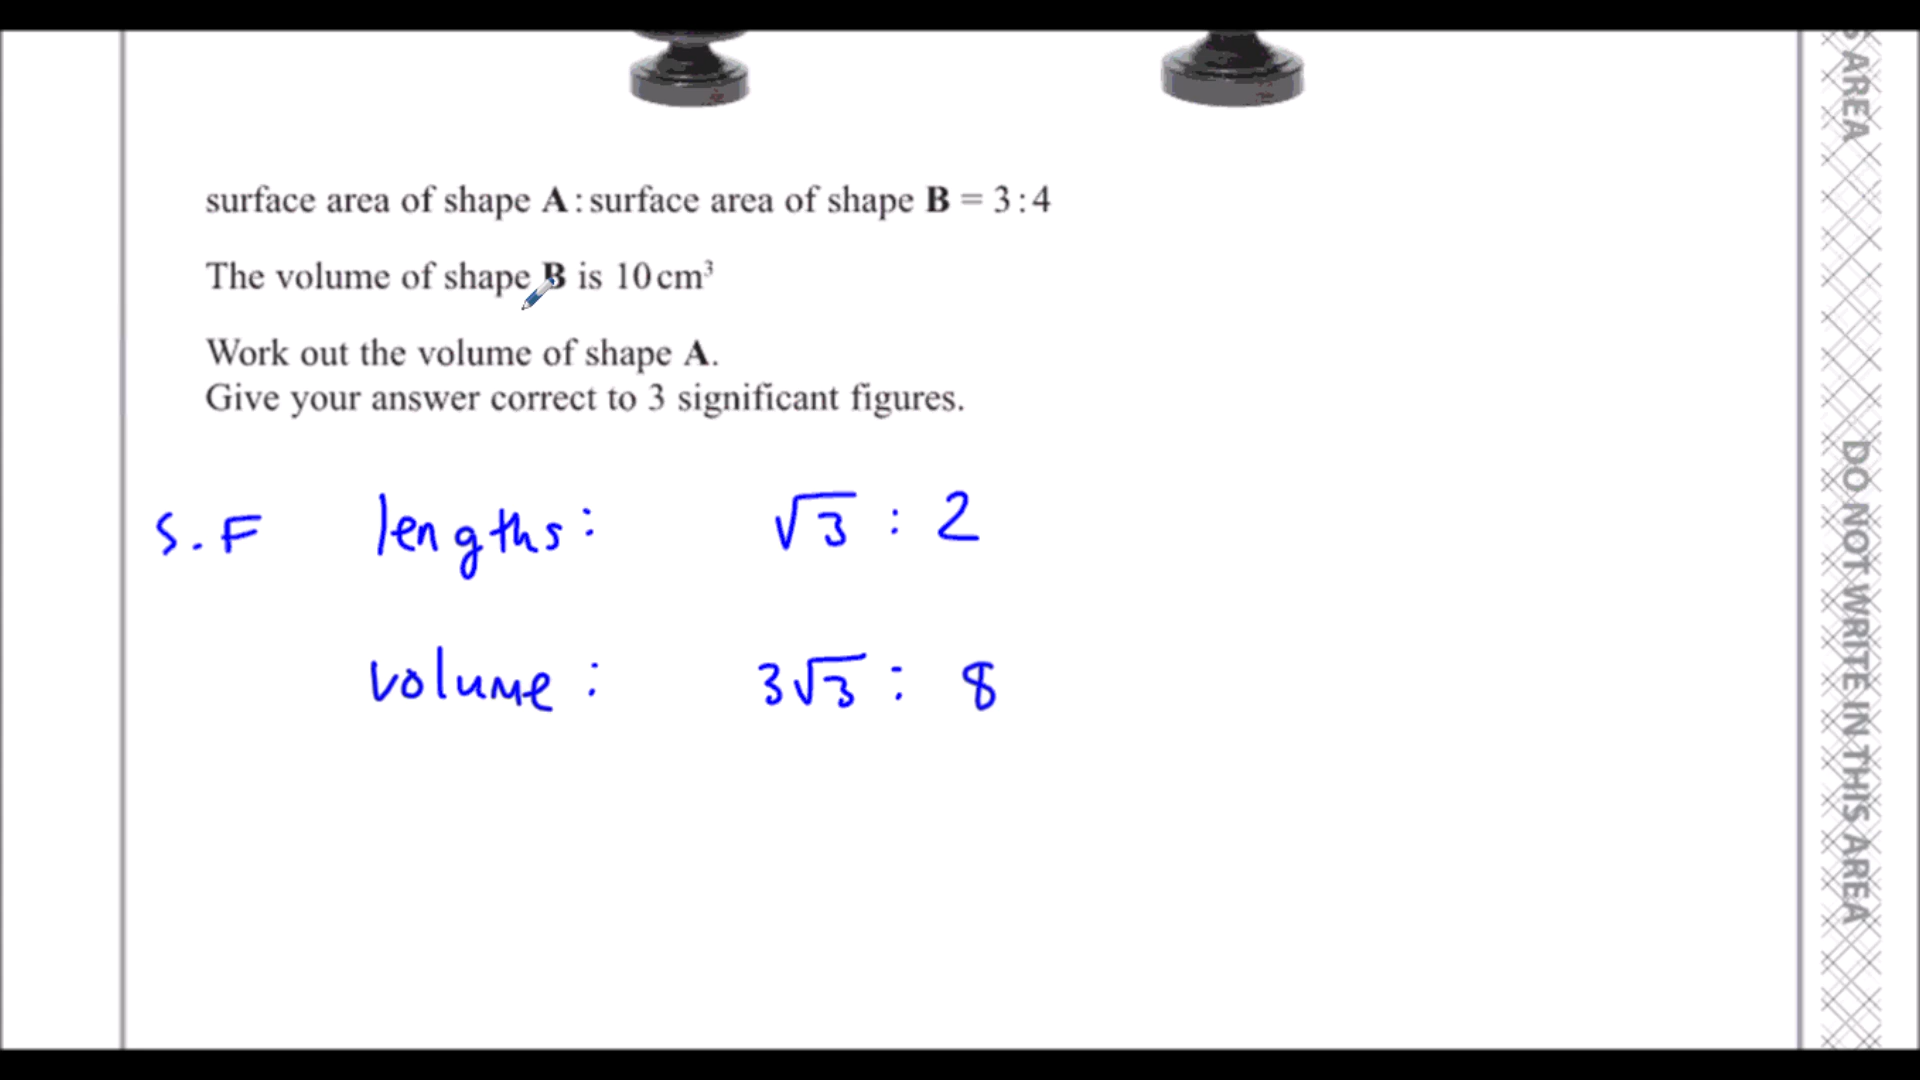 surface area of shape A : surface area of shape B = 3 : 4
The volume of shape B is 10 cm³
Work out the volume of shape A.
Give your answer correct to 3 significant figures.
S.F lengths: √3 : 2
volume: 3√3 : 8
AREA
DO NOT WRITE IN THIS AREA